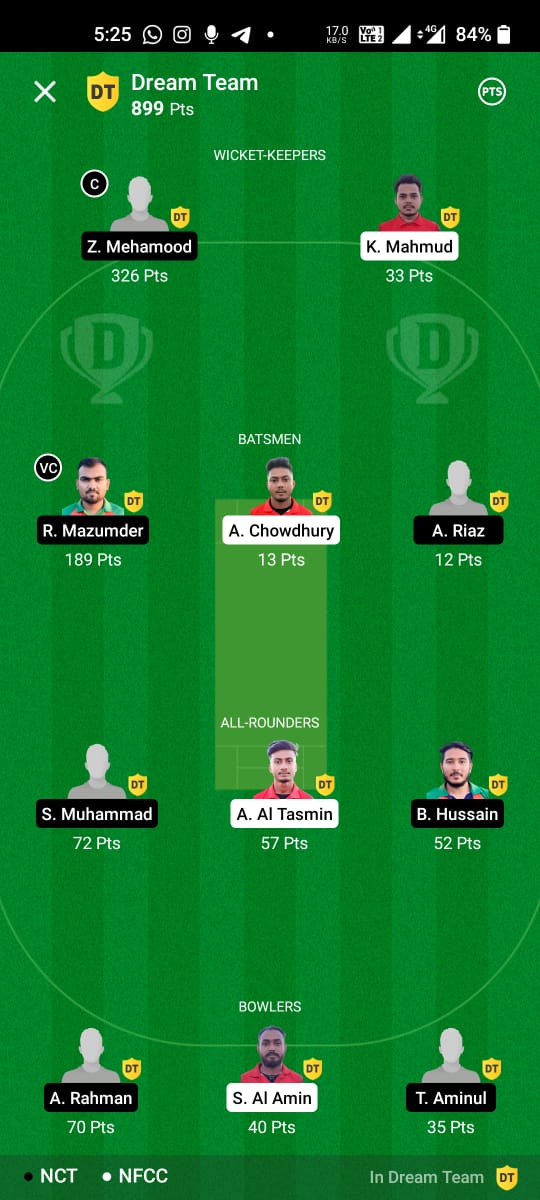 5:25 17.0 KB/S Vo 1 LTE 2 4G 84%
DT Dream Team
899 Pts PTS
WICKET-KEEPERS
C DT DT
Z. Mehamood K. Mahmud
326 Pts 33 Pts
D D
BATSMEN
VC DT DT DT
R. Mazumder A. Chowdhury A. Riaz
189 Pts 13 Pts 12 Pts
ALL-ROUNDERS
DT DT DT
S. Muhammad A. Al Tasmin B. Hussain
72 Pts 57 Pts 52 Pts
BOWLERS
DT DT DT
A. Rahman S. Al Amin T. Aminul
70 Pts 40 Pts 35 Pts
NCT NFCC In Dream Team DT